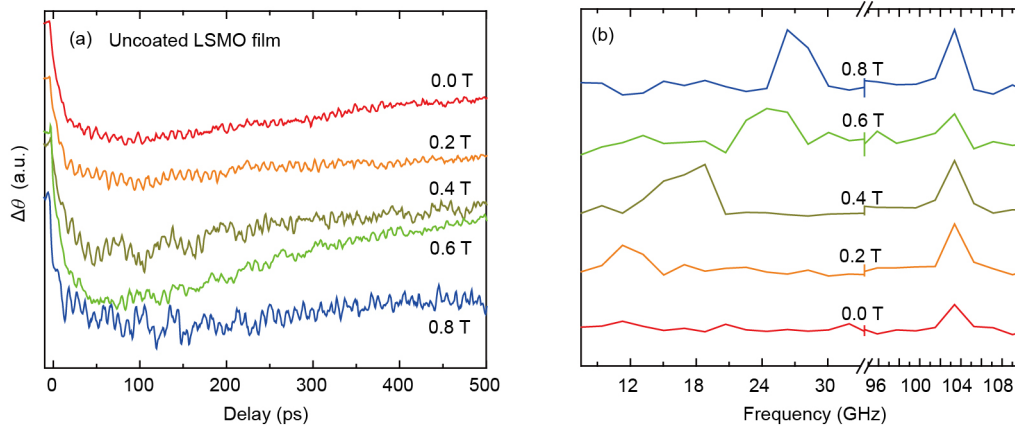 (a) Uncoated LSMO film
0.0 T
0.2 T
0.4 T
0.6 T
0.8 T
Δθ (a.u.)
0 100 200 300 400 500
Delay (ps)
(b)
0.8 T
0.6 T
0.4 T
0.2 T
0.0 T
12 18 24 30 96 100 104 108
Frequency (GHz)